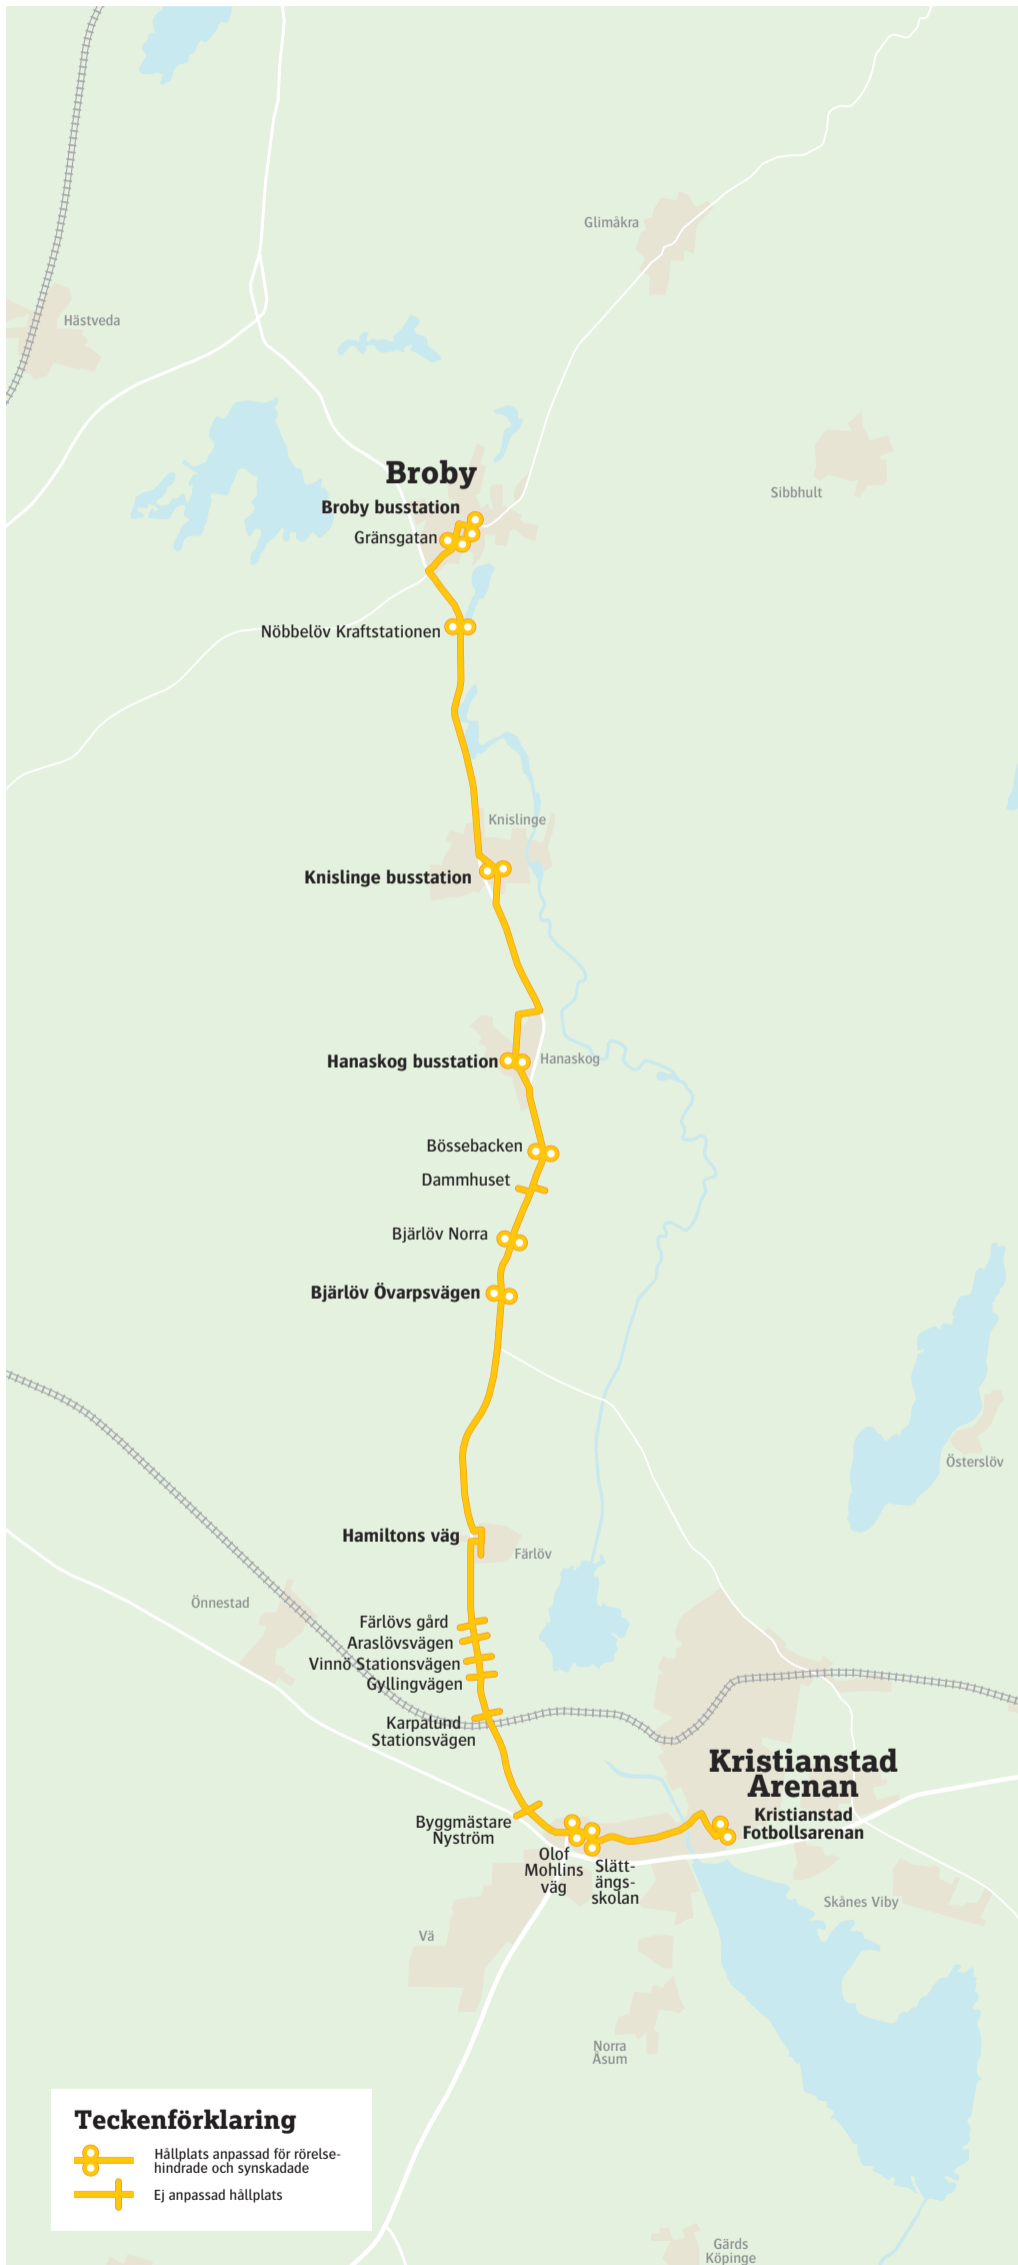 Glimåkra
Hästveda
Broby
Sibbhult
Broby busstation
Gränsgatan
Nöbbelöv Kraftstationen
Knislinge
Knislinge busstation
Hanaskog busstation
Hanaskog
Bössebacken
Dammhuset
Bjärlöv Norra
Bjärlöv Övarpsvägen
Österslöv
Hamiltons väg
Färlöv
Önnestad
Färlövs gård
Araslövsvägen
Vinnö Stationsvägen
Gyllingvägen
Karpalund
Stationsvägen
Kristianstad
Arenan
Kristianstad
Fotbollsarenan
Byggmästare
Nyström
Olof
Mohlins
väg
Slätt-
ängs-
skolan
Skånes Viby
Vä
Norra
Åsum
Teckenförklaring
Hållplats anpassad för rörelse-
hindrade och synskadade
Ej anpassad hållplats
Gärds
Köpinge